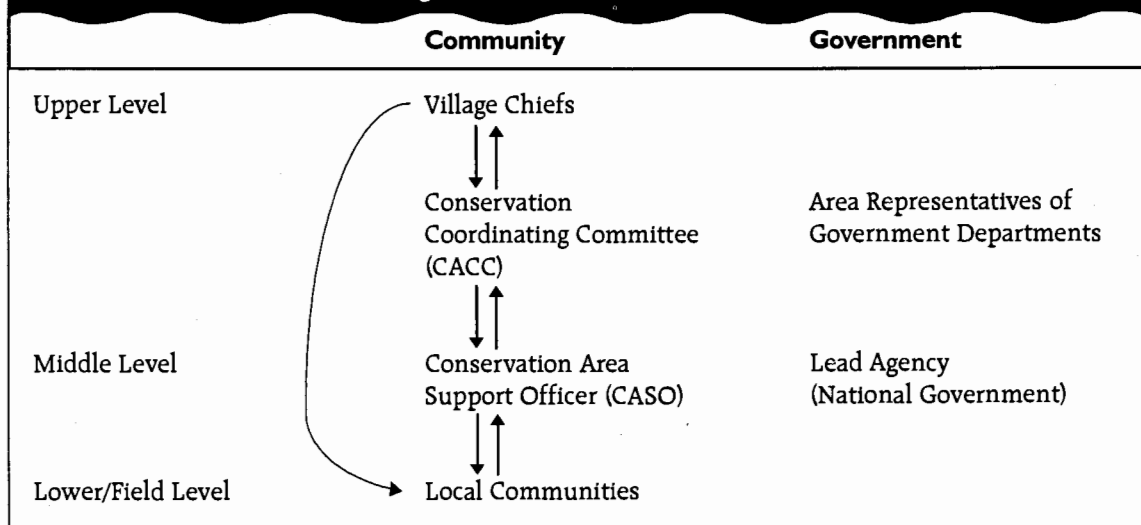 Community Government
Upper Level Village Chiefs
Conservation Area Representatives of
Coordinating Committee Government Departments
(CACC)
Middle Level Conservation Area Lead Agency
Support Officer (CASO) (National Government)
Lower/Field Level Local Communities